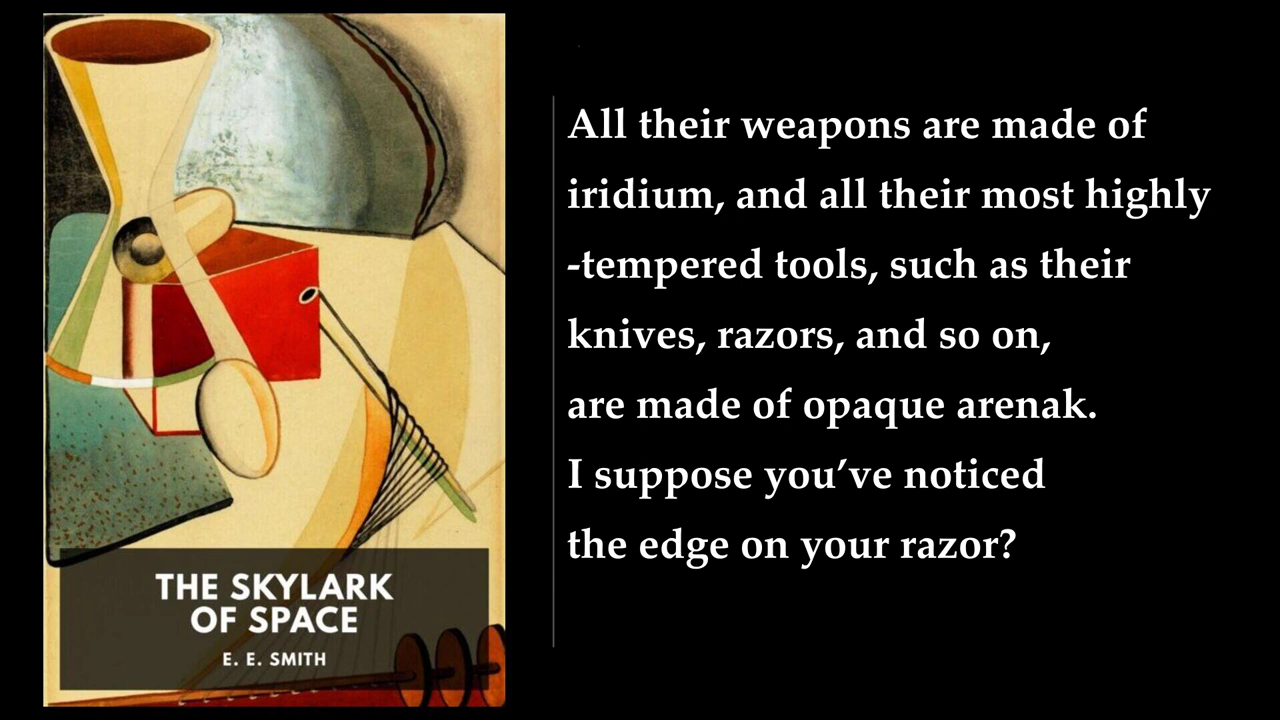 THE SKYLARK
OF SPACE
E. E. SMITH
All their weapons are made of
iridium, and all their most highly
-tempered tools, such as their
knives, razors, and so on,
are made of opaque arenak.
I suppose you’ve noticed
the edge on your razor?